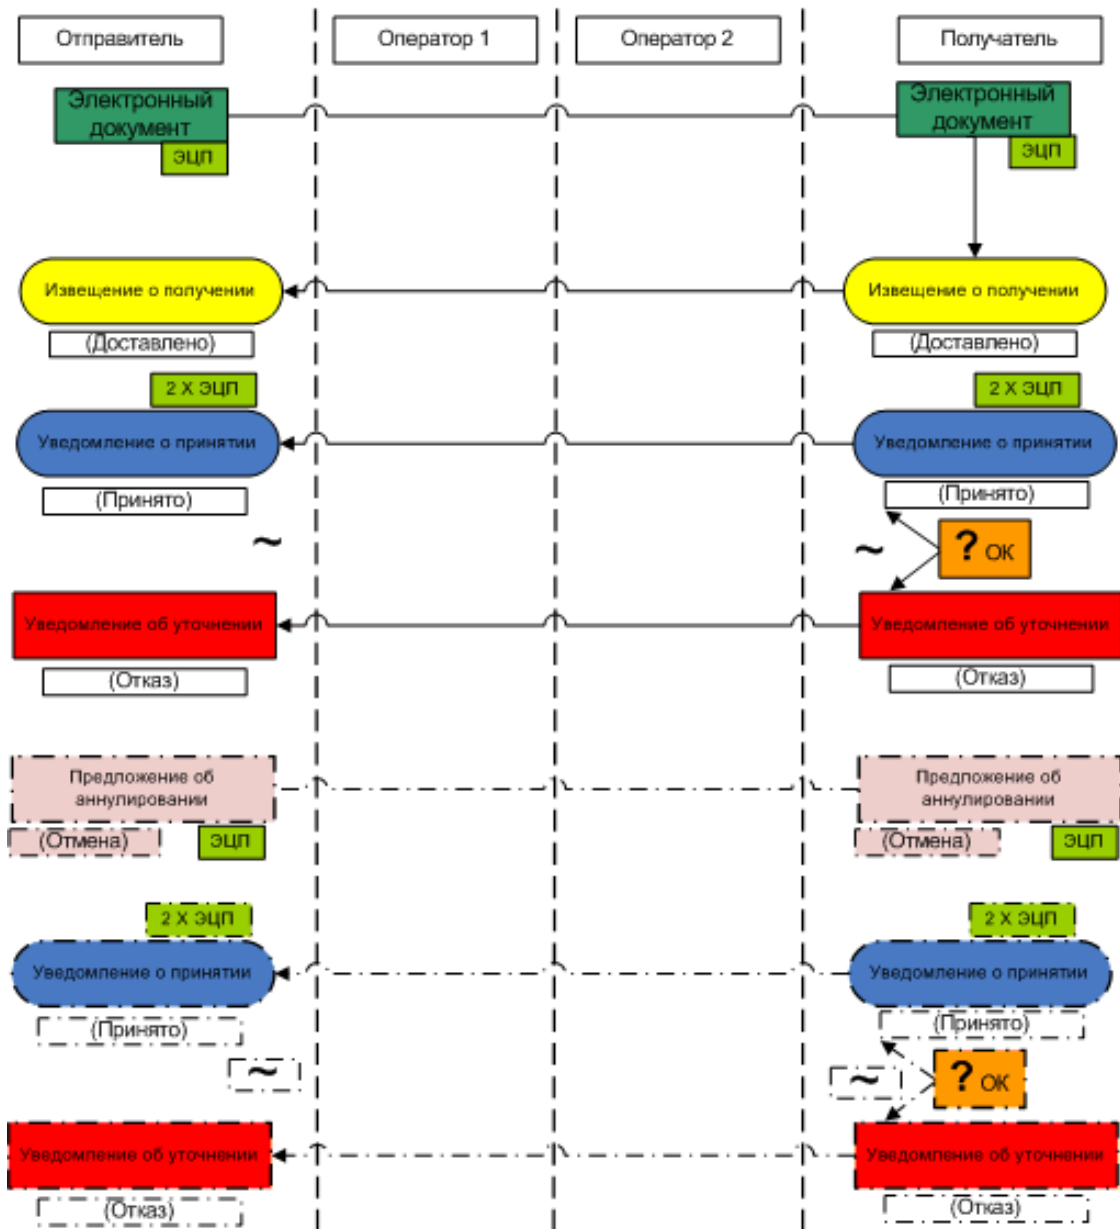 Отправитель
Оператор 1
Оператор 2
Получатель
Электронный
документ
ЭЦП
Электронный
документ
ЭЦП
Извещение о получении
Извещение о получении
(Доставлено)
(Доставлено)
2 X ЭЦП
2 X ЭЦП
Уведомление о принятии
Уведомление о принятии
(Принято)
(Принято)
~
~
? ОК
Уведомление об уточнении
Уведомление об уточнении
(Отказ)
(Отказ)
Предложение об
аннулировании
Предложение об
аннулировании
(Отмена)
ЭЦП
(Отмена)
ЭЦП
2 X ЭЦП
2 X ЭЦП
Уведомление о принятии
Уведомление о принятии
(Принято)
(Принято)
~
~
? ОК
Уведомление об уточнении
Уведомление об уточнении
(Отказ)
(Отказ)